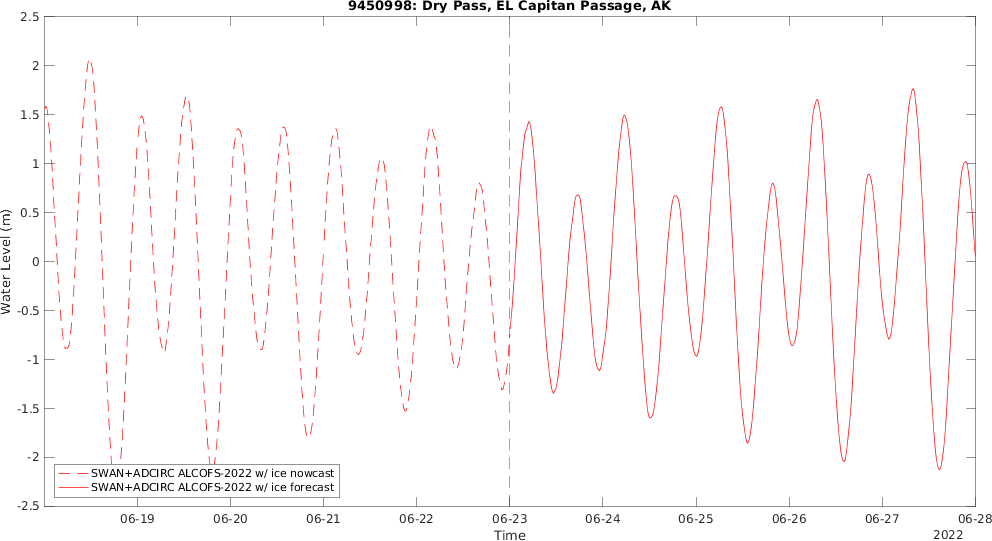 9450998: Dry Pass, EL Capitan Passage, AK
2.5
2
1.5
1
0.5
0
-0.5
-1
-1.5
-2
-2.5
Water Level (m)
SWAN+ADCIRC ALCOFS-2022 w/ ice nowcast
SWAN+ADCIRC ALCOFS-2022 w/ ice forecast
06-19 06-20 06-21 06-22 06-23 06-24 06-25 06-26 06-27 06-28
Time 2022